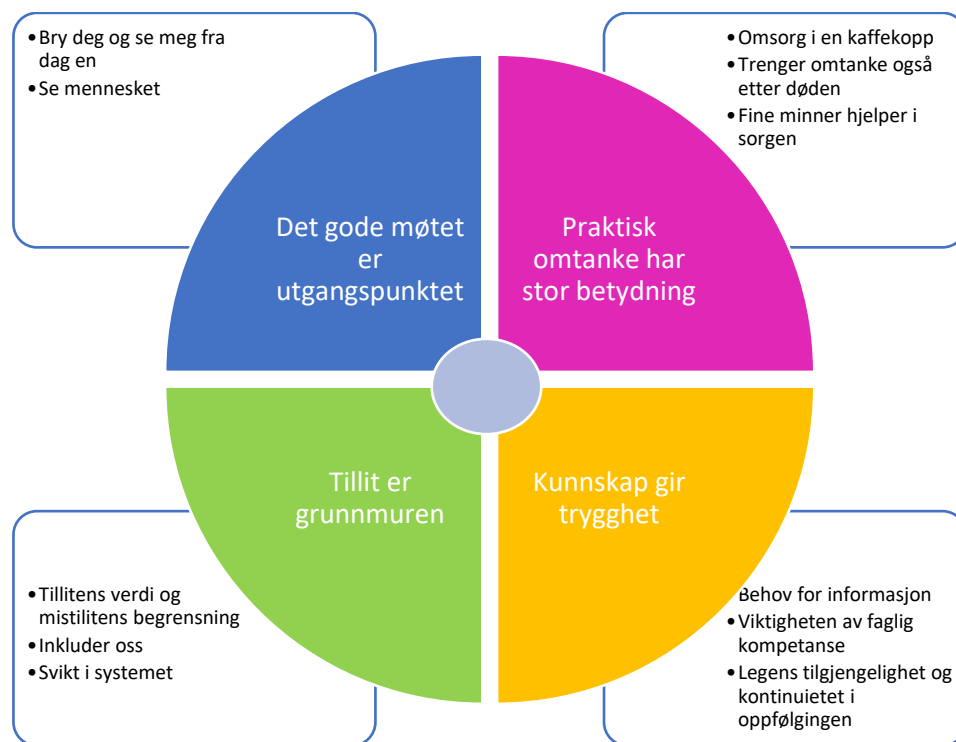 •Bry deg og se meg fra
dag en
•Se mennesket
•Omsorg i en kaffekopp
•Trenger omtanke også
etter døden
•Fine minner hjelper i
sorgen
Det gode møtet
er
utgangspunktet
Praktisk
omtanke har
stor betydning
Tillit er
grunnmuren
Kunnskap gir
trygghet
•Tillitens verdi og
mistilitens begrensning
•Inkluder oss
•Svikt i systemet
Behov for informasjon
•Viktigheten av faglig
kompetanse
•Legens tilgjengelighet og
kontinuietet i
oppfølgingen